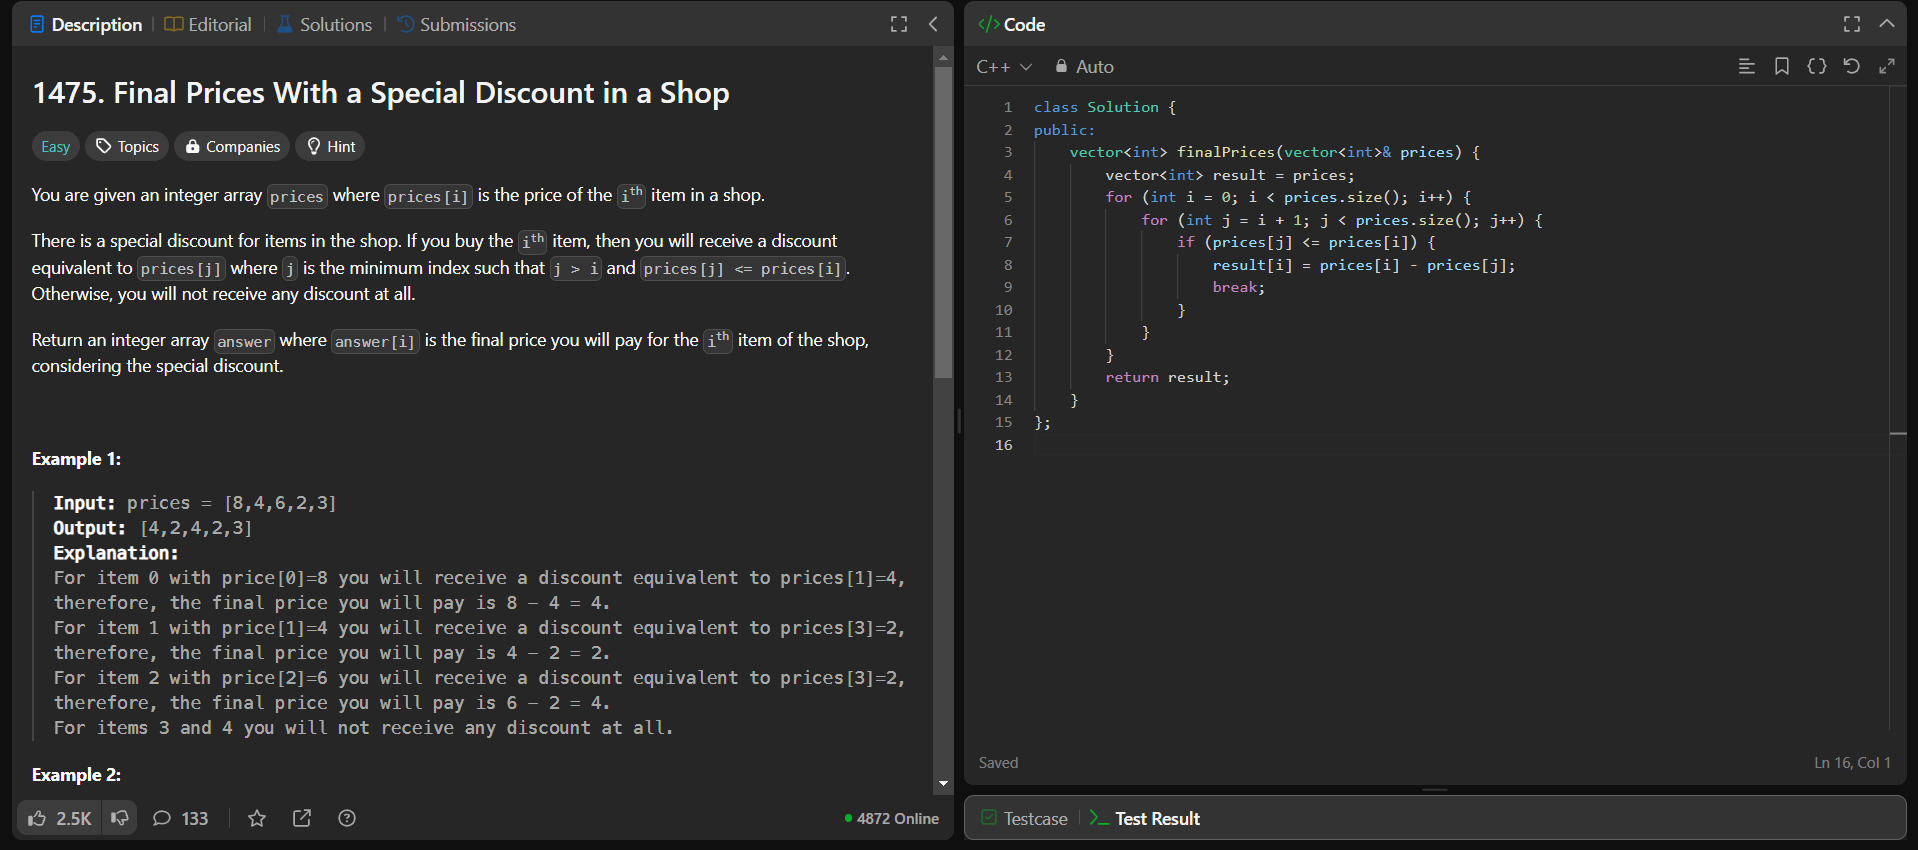 Description
Editorial
Solutions
Submissions
1475. Final Prices With a Special Discount in a Shop
Easy
Topics
Companies
Hint
You are given an integer array prices where prices[i] is the price of the ith item in a shop.
There is a special discount for items in the shop. If you buy the ith item, then you will receive a discount
equivalent to prices[j] where j is the minimum index such that j > i and prices[j] <= prices[i].
Otherwise, you will not receive any discount at all.
Return an integer array answer where answer[i] is the final price you will pay for the ith item of the shop,
considering the special discount.
Example 1:
Input: prices = [8,4,6,2,3]
Output: [4,2,4,2,3]
Explanation:
For item 0 with price[0]=8 you will receive a discount equivalent to prices[1]=4,
therefore, the final price you will pay is 8 - 4 = 4.
For item 1 with price[1]=4 you will receive a discount equivalent to prices[3]=2,
therefore, the final price you will pay is 4 - 2 = 2.
For item 2 with price[2]=6 you will receive a discount equivalent to prices[3]=2,
therefore, the final price you will pay is 6 - 2 = 4.
For items 3 and 4 you will not receive any discount at all.
Example 2:
2.5K
133
4872 Online
</> Code
C++
Auto
1 class Solution {
2 public:
3     vector<int> finalPrices(vector<int>& prices) {
4         vector<int> result = prices;
5         for (int i = 0; i < prices.size(); i++) {
6             for (int j = i + 1; j < prices.size(); j++) {
7                 if (prices[j] <= prices[i]) {
8                     result[i] = prices[i] - prices[j];
9                     break;
10                 }
11             }
12         }
13         return result;
14     }
15 };
16
Saved
Ln 16, Col 1
Testcase
Test Result